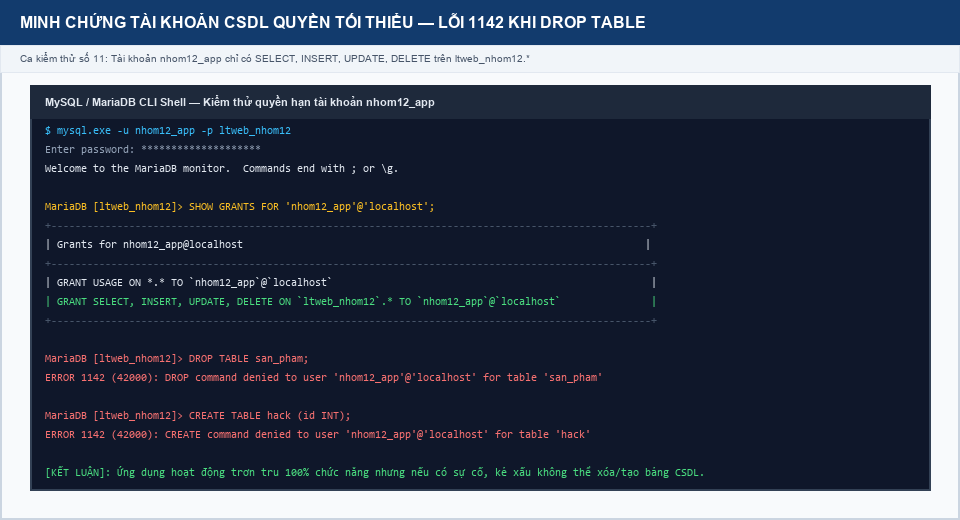 MINH CHỨNG TÀI KHOẢN CSDL QUYỀN TỐI THIỂU — LỖI 1142 KHI DROP TABLE
Ca kiểm thử số 11: Tài khoản nhom12_app chỉ có SELECT, INSERT, UPDATE, DELETE trên ltweb_nhom12.*
MySQL / MariaDB CLI Shell — Kiểm thử quyền hạn tài khoản nhom12_app
$ mysql.exe -u nhom12_app -p ltweb_nhom12
Enter password: ********************
Welcome to the MariaDB monitor.  Commands end with ; or \g.
MariaDB [ltweb_nhom12]> SHOW GRANTS FOR 'nhom12_app'@'localhost';
+----------------------------------------------------------------------------------------------------+
| Grants for nhom12_app@localhost                                                                   |
+----------------------------------------------------------------------------------------------------+
| GRANT USAGE ON *.* TO `nhom12_app`@`localhost`                                                     |
| GRANT SELECT, INSERT, UPDATE, DELETE ON `ltweb_nhom12`.* TO `nhom12_app`@`localhost`               |
+----------------------------------------------------------------------------------------------------+
MariaDB [ltweb_nhom12]> DROP TABLE san_pham;
ERROR 1142 (42000): DROP command denied to user 'nhom12_app'@'localhost' for table 'san_pham'
MariaDB [ltweb_nhom12]> CREATE TABLE hack (id INT);
ERROR 1142 (42000): CREATE command denied to user 'nhom12_app'@'localhost' for table 'hack'
[KẾT LUẬN]: Ứng dụng hoạt động trơn tru 100% chức năng nhưng nếu có sự cố, kẻ xấu không thể xóa/tạo bảng CSDL.